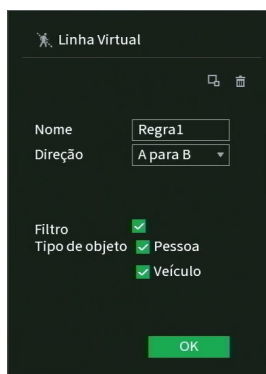 Linha Virtual
Nome Regra1
Direção A para B
Filtro
Tipo de objeto Pessoa
Veículo
OK